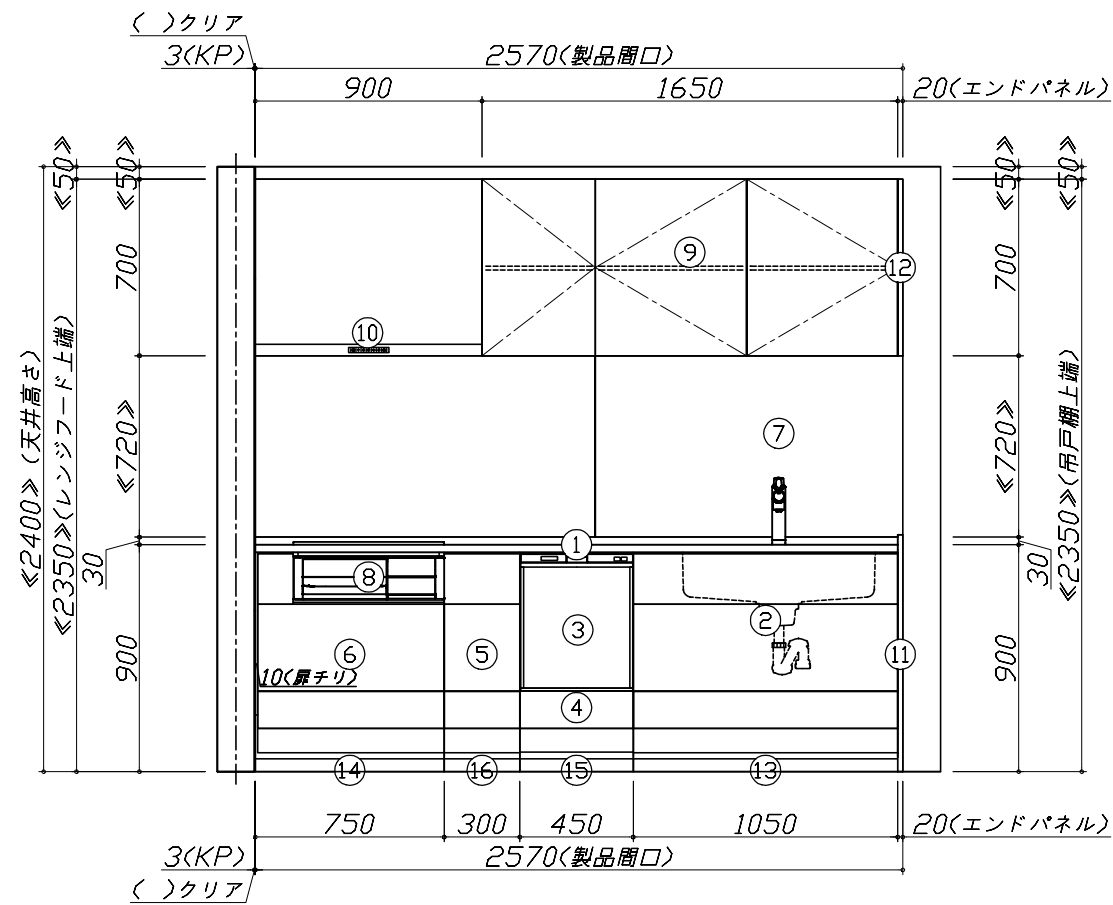 ( )クリア
3(KP)
2570(製品間口)
900
1650
20(エンドパネル)
≪50≫
≪50≫
≪50≫
≪50≫
700
700
⑨
⑫
⑩
≪2400≫(天井高さ)
≪2350≫(レンジフード上端)
≪720≫
≪720≫
≪2350≫(吊戸棚上端)
⑦
30
30
①
⑧
②
③
900
⑥
⑤
⑪
900
10(扉チリ)
④
⑭
⑯
⑮
⑬
750
300
450
1050
20(エンドパネル)
3(KP)
2570(製品間口)
( )クリア